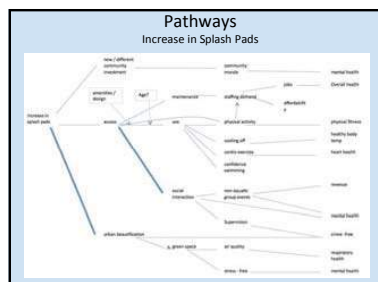 Pathways
Increase in Splash Pads
new / different
community
investment
community
morale
mental health
amenities /
design
Age?
maintenance
staffing demand
jobs
Overall health
affordability
increase in
splash pads
access
use
physical activity
physical fitness
cooling off
healthy body
temp
cardio exercise
heart health
confidence
swimming
social
interaction
non-aquatic
group events
revenue
mental health
Supervision
crime- free
urban beautification
green space
air quality
respiratory
health
stress - free
mental health